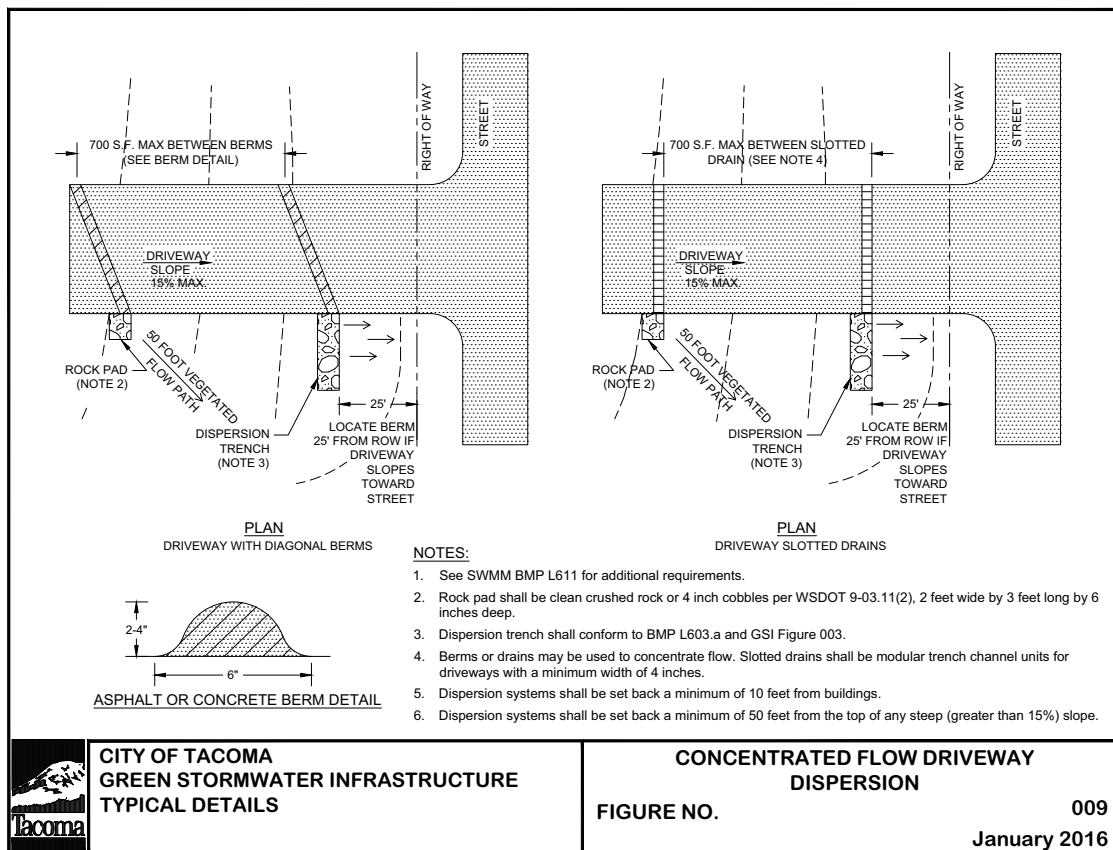 700 S.F. MAX BETWEEN BERMS
(SEE BERM DETAIL)
RIGHT OF WAY
STREET
DRIVEWAY
SLOPE
15% MAX.
ROCK PAD
(NOTE 2)
50 FOOT VEGETATED
FLOW PATH
DISPERSION
TRENCH
(NOTE 3)
25'
LOCATE BERM
25' FROM ROW IF
DRIVEWAY
SLOPES
TOWARD
STREET
PLAN
DRIVEWAY WITH DIAGONAL BERMS
700 S.F. MAX BETWEEN SLOTTED
DRAIN (SEE NOTE 4)
RIGHT OF WAY
STREET
DRIVEWAY
SLOPE
15% MAX.
ROCK PAD
(NOTE 2)
50 FOOT VEGETATED
FLOW PATH
DISPERSION
TRENCH
(NOTE 3)
25'
LOCATE BERM
25' FROM ROW IF
DRIVEWAY
SLOPES
TOWARD
STREET
PLAN
DRIVEWAY SLOTTED DRAINS
2-4"
6"
ASPHALT OR CONCRETE BERM DETAIL
NOTES:
1. See SWMM BMP L611 for additional requirements.
2. Rock pad shall be clean crushed rock or 4 inch cobbles per WSDOT 9-03.11(2), 2 feet wide by 3 feet long by 6
inches deep.
3. Dispersion trench shall conform to BMP L603.a and GSI Figure 003.
4. Berms or drains may be used to concentrate flow. Slotted drains shall be modular trench channel units for
driveways with a minimum width of 4 inches.
5. Dispersion systems shall be set back a minimum of 10 feet from buildings.
6. Dispersion systems shall be set back a minimum of 50 feet from the top of any steep (greater than 15%) slope.
Tacoma
CITY OF TACOMA
GREEN STORMWATER INFRASTRUCTURE
TYPICAL DETAILS
CONCENTRATED FLOW DRIVEWAY
DISPERSION
FIGURE NO. 009
January 2016